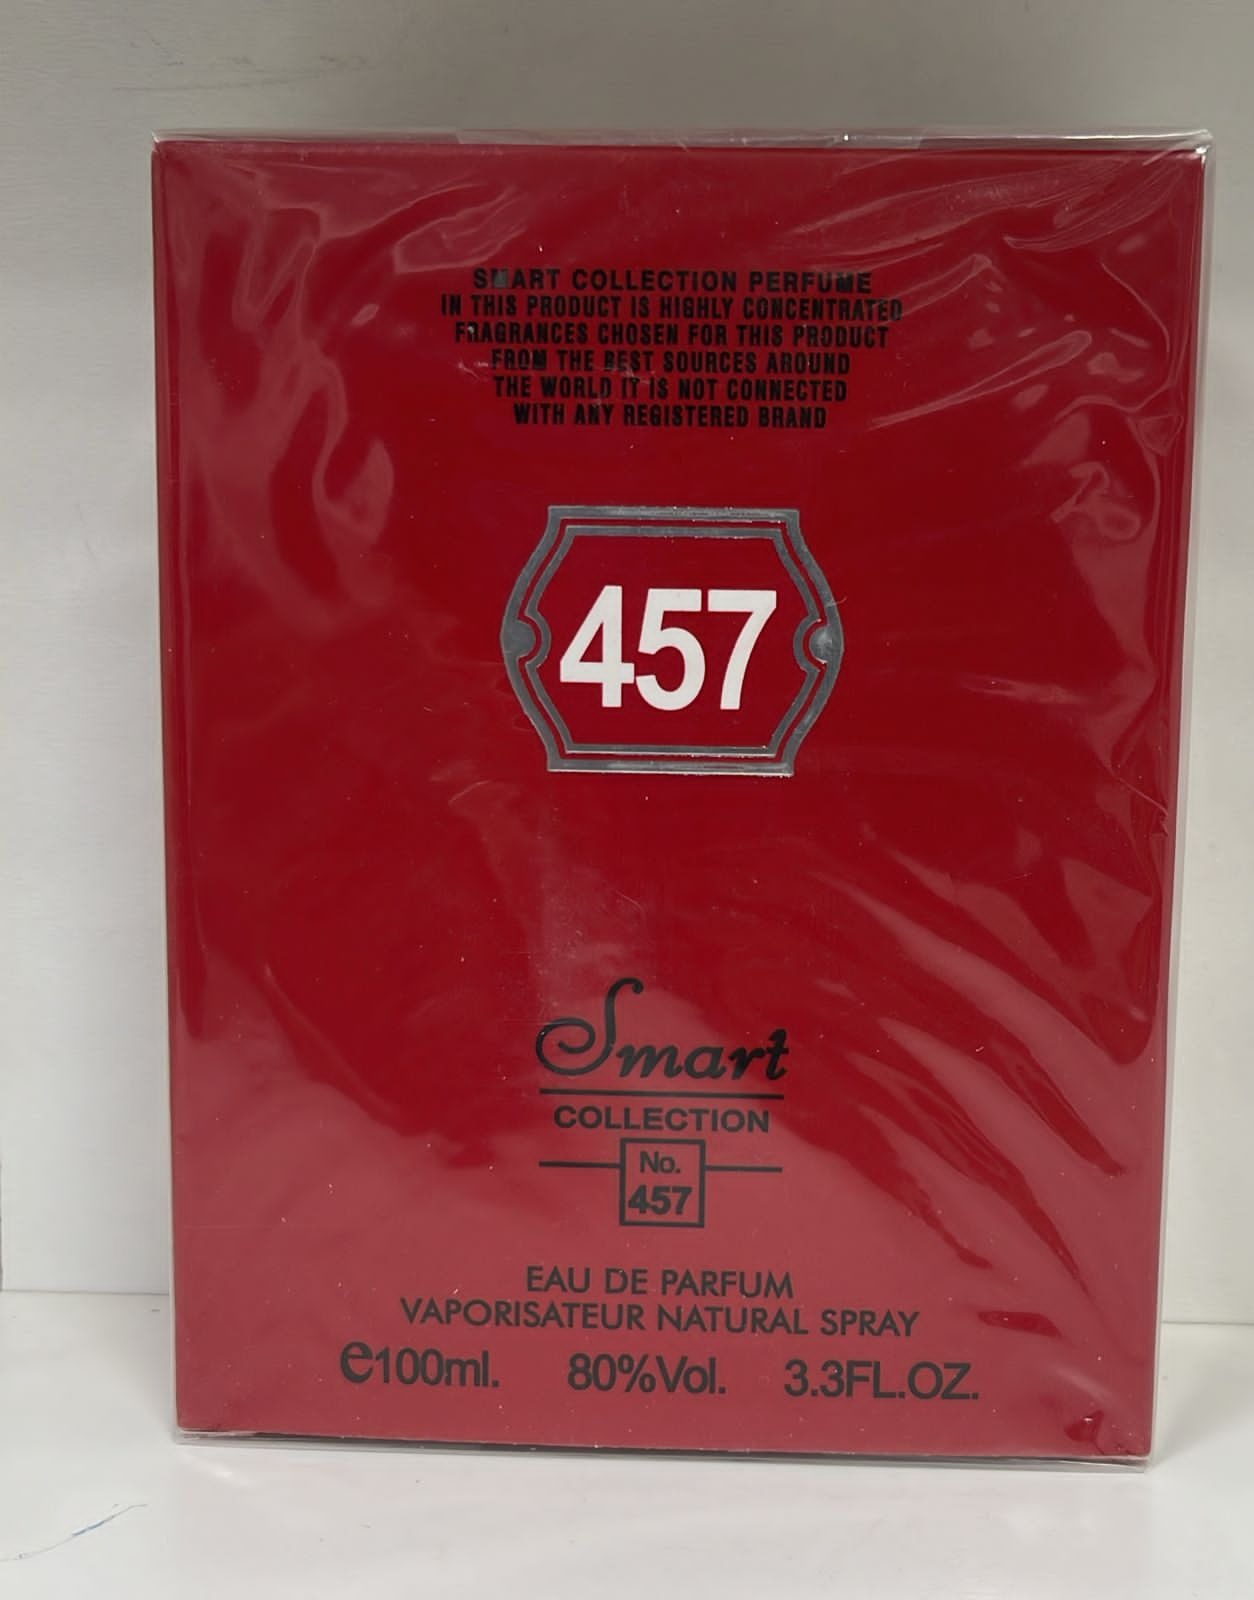 SMART COLLECTION PERFUME
IN THIS PRODUCT IS HIGHLY CONCENTRATED
FRAGRANCES CHOSEN FOR THIS PRODUCT
FROM THE BEST SOURCES AROUND
THE WORLD IT IS NOT CONNECTED
WITH ANY REGISTERED BRAND
457
Smart
COLLECTION
No.
457
EAU DE PARFUM
VAPORISATEUR NATURAL SPRAY
e100ml. 80%Vol. 3.3FL.OZ.